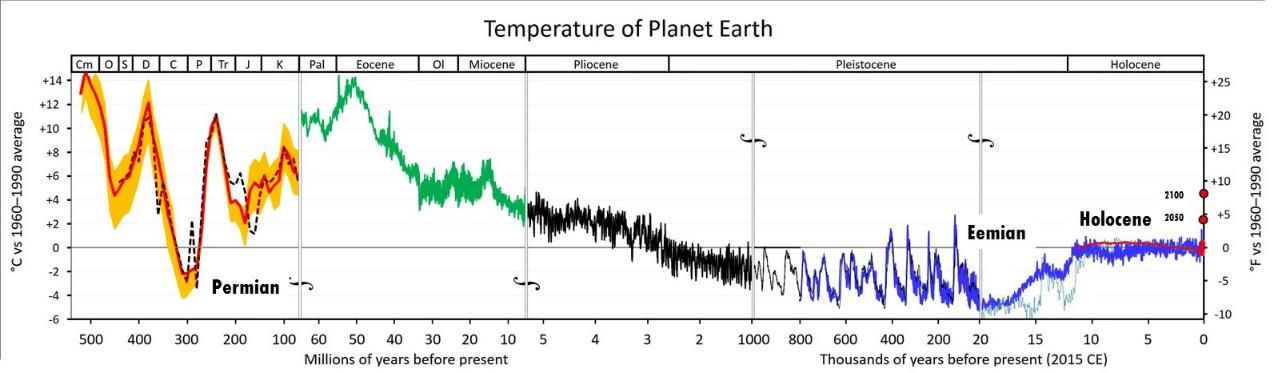 Temperature of Planet Earth
Cm O S D C P Tr J K Pal Eocene Ol Miocene Pliocene Pleistocene Holocene
°C vs 1960–1990 average
+14
+12
+10
+8
+6
+4
+2
0
-2
-4
-6
Permian
Eemian
Holocene
2100
2050
+25
+20
+15
+10
+5
0
-5
-10
°F vs 1960–1990 average
500 400 300 200 100 60 50 40 30 20 10 5 4 3 2 1000 800 600 400 200 20 15 10 5 0
Millions of years before present
Thousands of years before present (2015 CE)